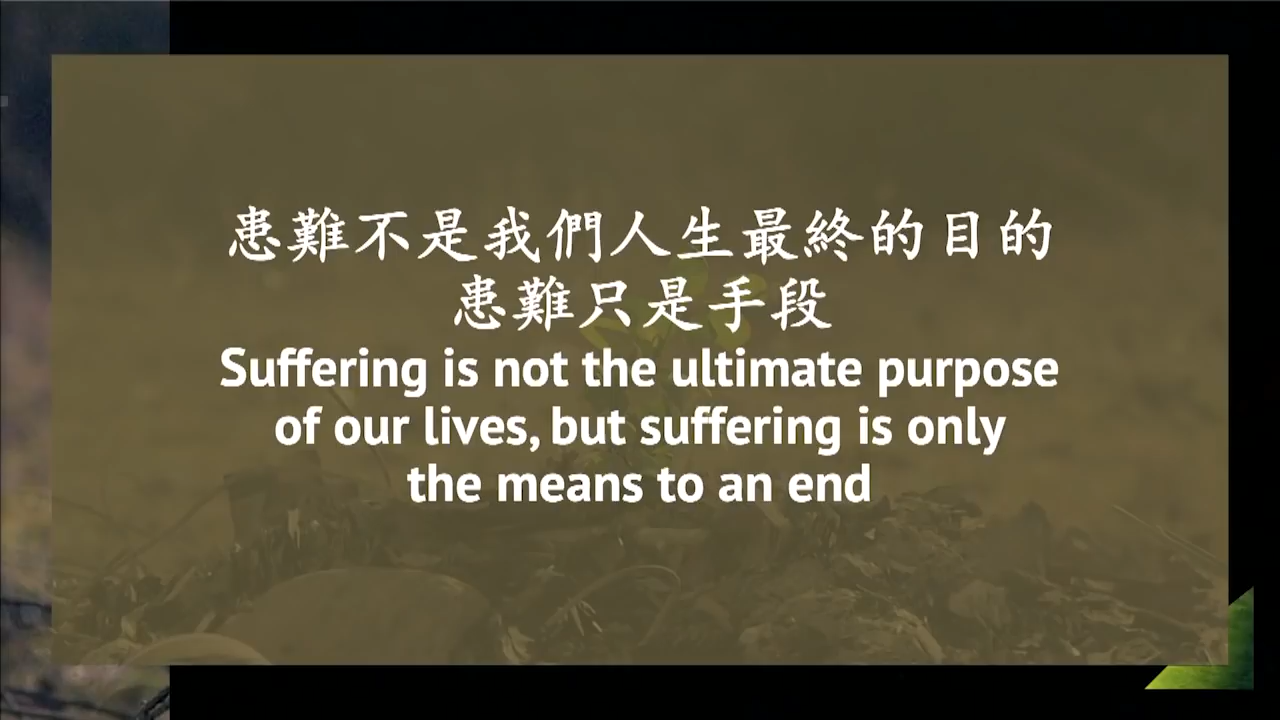 患難不是我們人生最終的目的
患難只是手段
Suffering is not the ultimate purpose
of our lives, but suffering is only
the means to an end